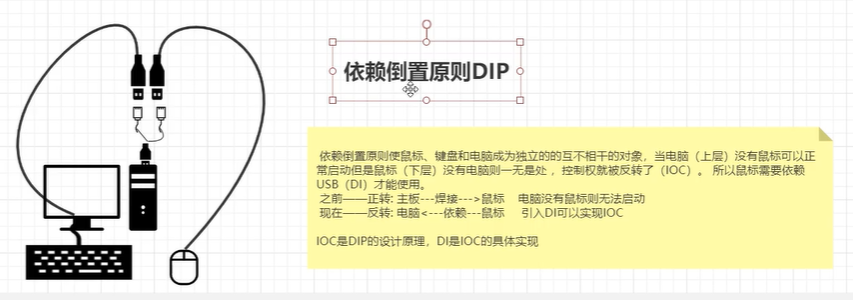 依赖倒置原则DIP
依赖倒置原则使鼠标、键盘和电脑成为独立的的互不相干的对象，当电脑（上层）没有鼠标可以正
常启动但是鼠标（下层）没有电脑则一无是处 ，控制权就被反转了（IOC）。所以鼠标需要依赖
USB（DI）才能使用。
之前——正转: 主板---焊接--->鼠标 电脑没有鼠标则无法启动
现在——反转: 电脑<---依赖---鼠标 引入DI可以实现IOC
IOC是DIP的设计原理，DI是IOC的具体实现